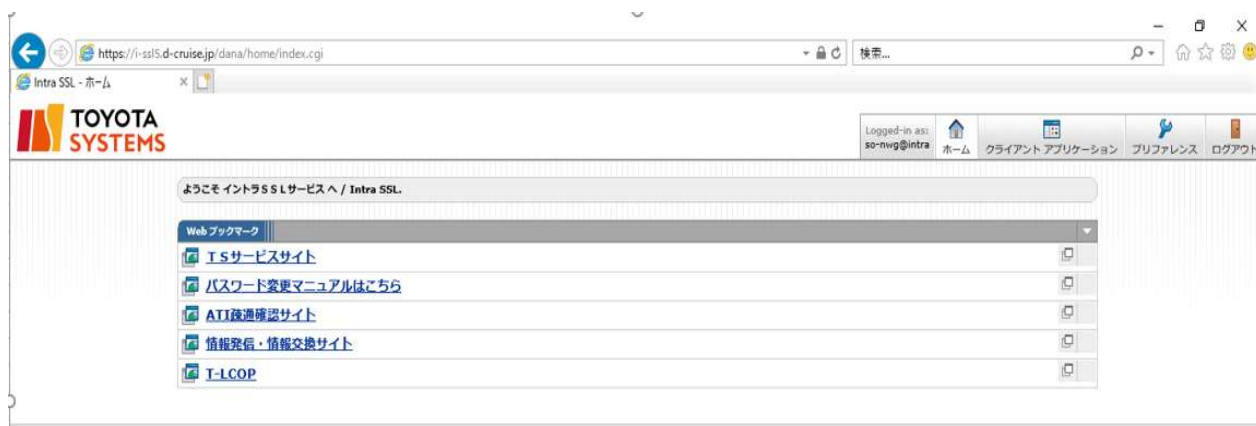 https://i-ssl5.d-cruise.jp/dana/home/index.cgi
検索...
Intra SSL - ホーム
TOYOTA
SYSTEMS
Logged-in as:
so-nwg@intra
ホーム
クライアント アプリケーション
プリファレンス
ログアウト
ようこそ イントラSSLサービス へ / Intra SSL.
Web ブックマーク
TSサービスサイト
パスワード変更マニュアルはこちら
ATI疎通確認サイト
情報発信・情報交換サイト
T-LCOP